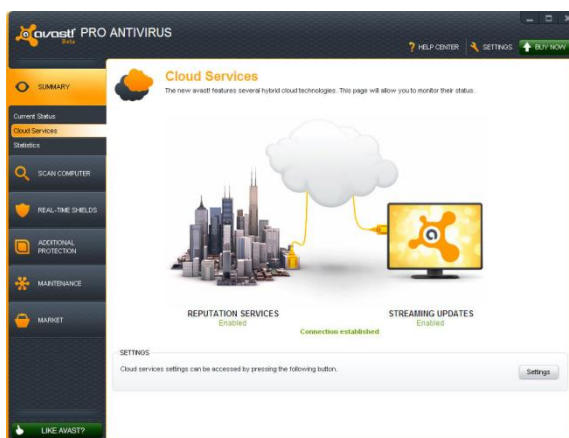 avast! PRO ANTIVIRUS
Beta
HELP CENTER
SETTINGS
BUY NOW
SUMMARY
Current Status
Cloud Services
Statistics
SCAN COMPUTER
REAL-TIME SHIELDS
ADDITIONAL
PROTECTION
MAINTENANCE
MARKET
LIKE AVAST?
Cloud Services
The new avast! features several hybrid cloud technologies. This page will allow you to monitor their status.
REPUTATION SERVICES
Enabled
STREAMING UPDATES
Enabled
Connection established
SETTINGS
Cloud services settings can be accessed by pressing the following button.
Settings